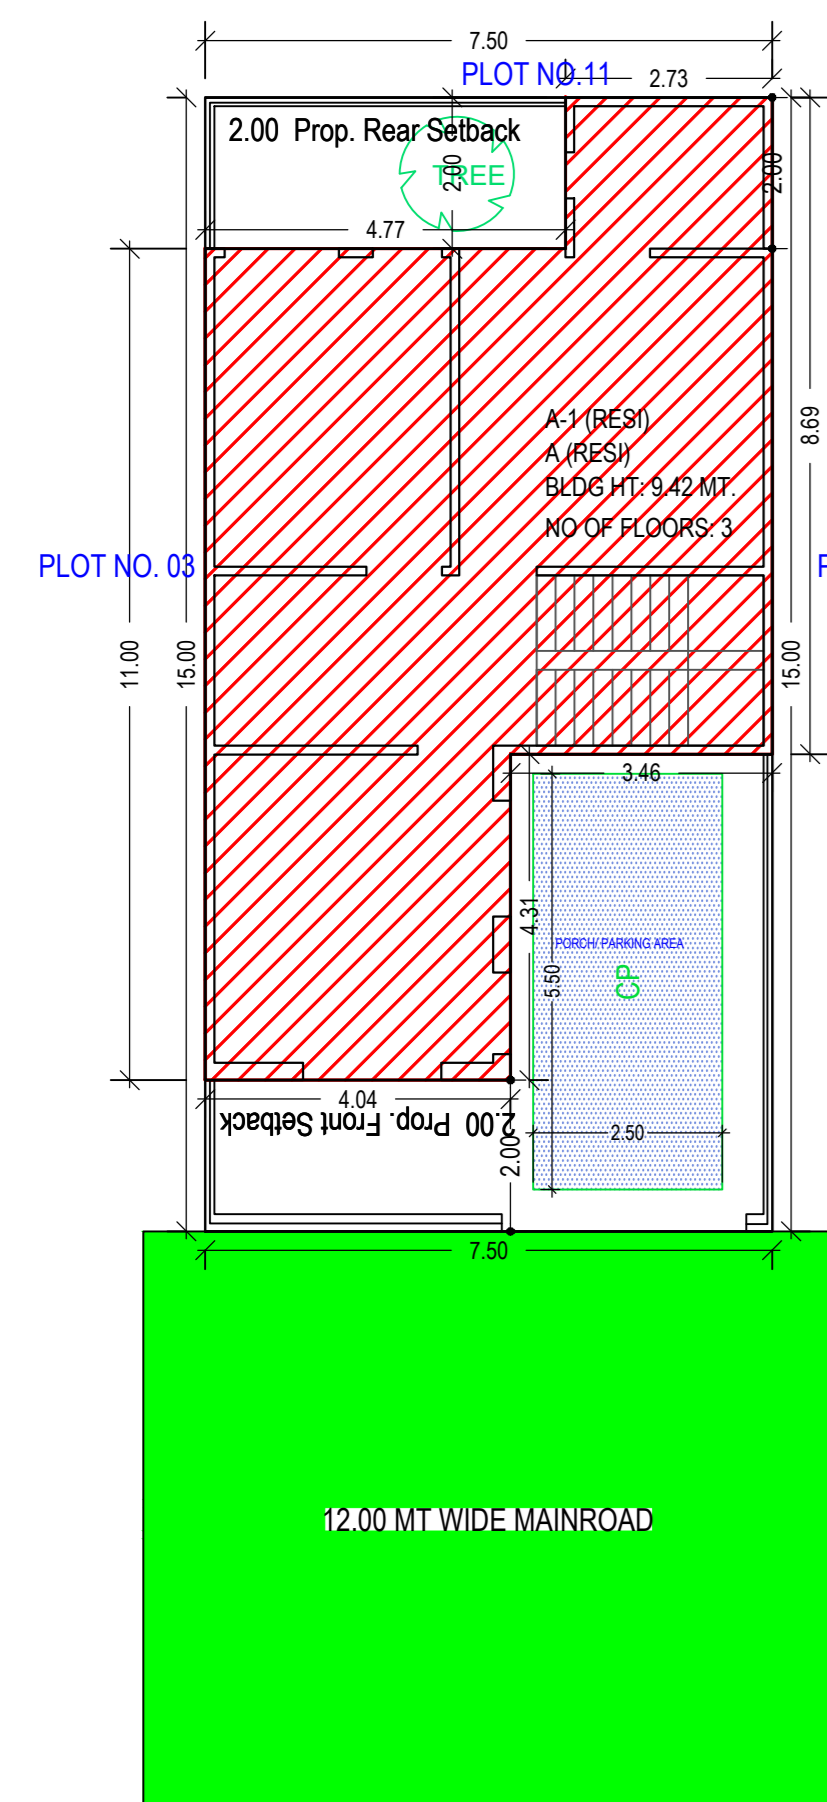 7.50
PLOT NO.11
2.73
2.00 Prop. Rear Setback
2.00
TREE
2.00
4.77
A-1 (RESI)
A (RESI)
BLDG HT: 9.42 MT.
NO OF FLOORS: 3
8.69
PLOT NO. 03
P
11.00
15.00
15.00
3.46
4.31
PORCH/ PARKING AREA
CP
5.50
4.04
2.00 Prop. Front Setback
2.00
2.50
7.50
12.00 MT WIDE MAINROAD